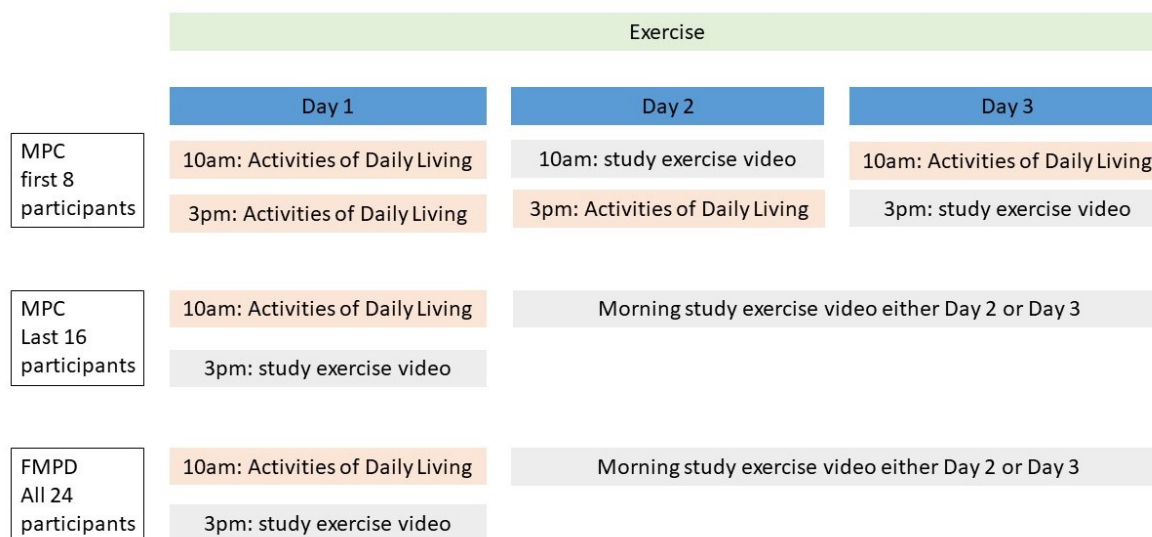 Exercise
Day 1
Day 2
Day 3
MPC
first 8
participants
10am: Activities of Daily Living
10am: study exercise video
10am: Activities of Daily Living
3pm: Activities of Daily Living
3pm: Activities of Daily Living
3pm: study exercise video
MPC
Last 16
participants
10am: Activities of Daily Living
Morning study exercise video either Day 2 or Day 3
3pm: study exercise video
FMPD
All 24
participants
10am: Activities of Daily Living
Morning study exercise video either Day 2 or Day 3
3pm: study exercise video